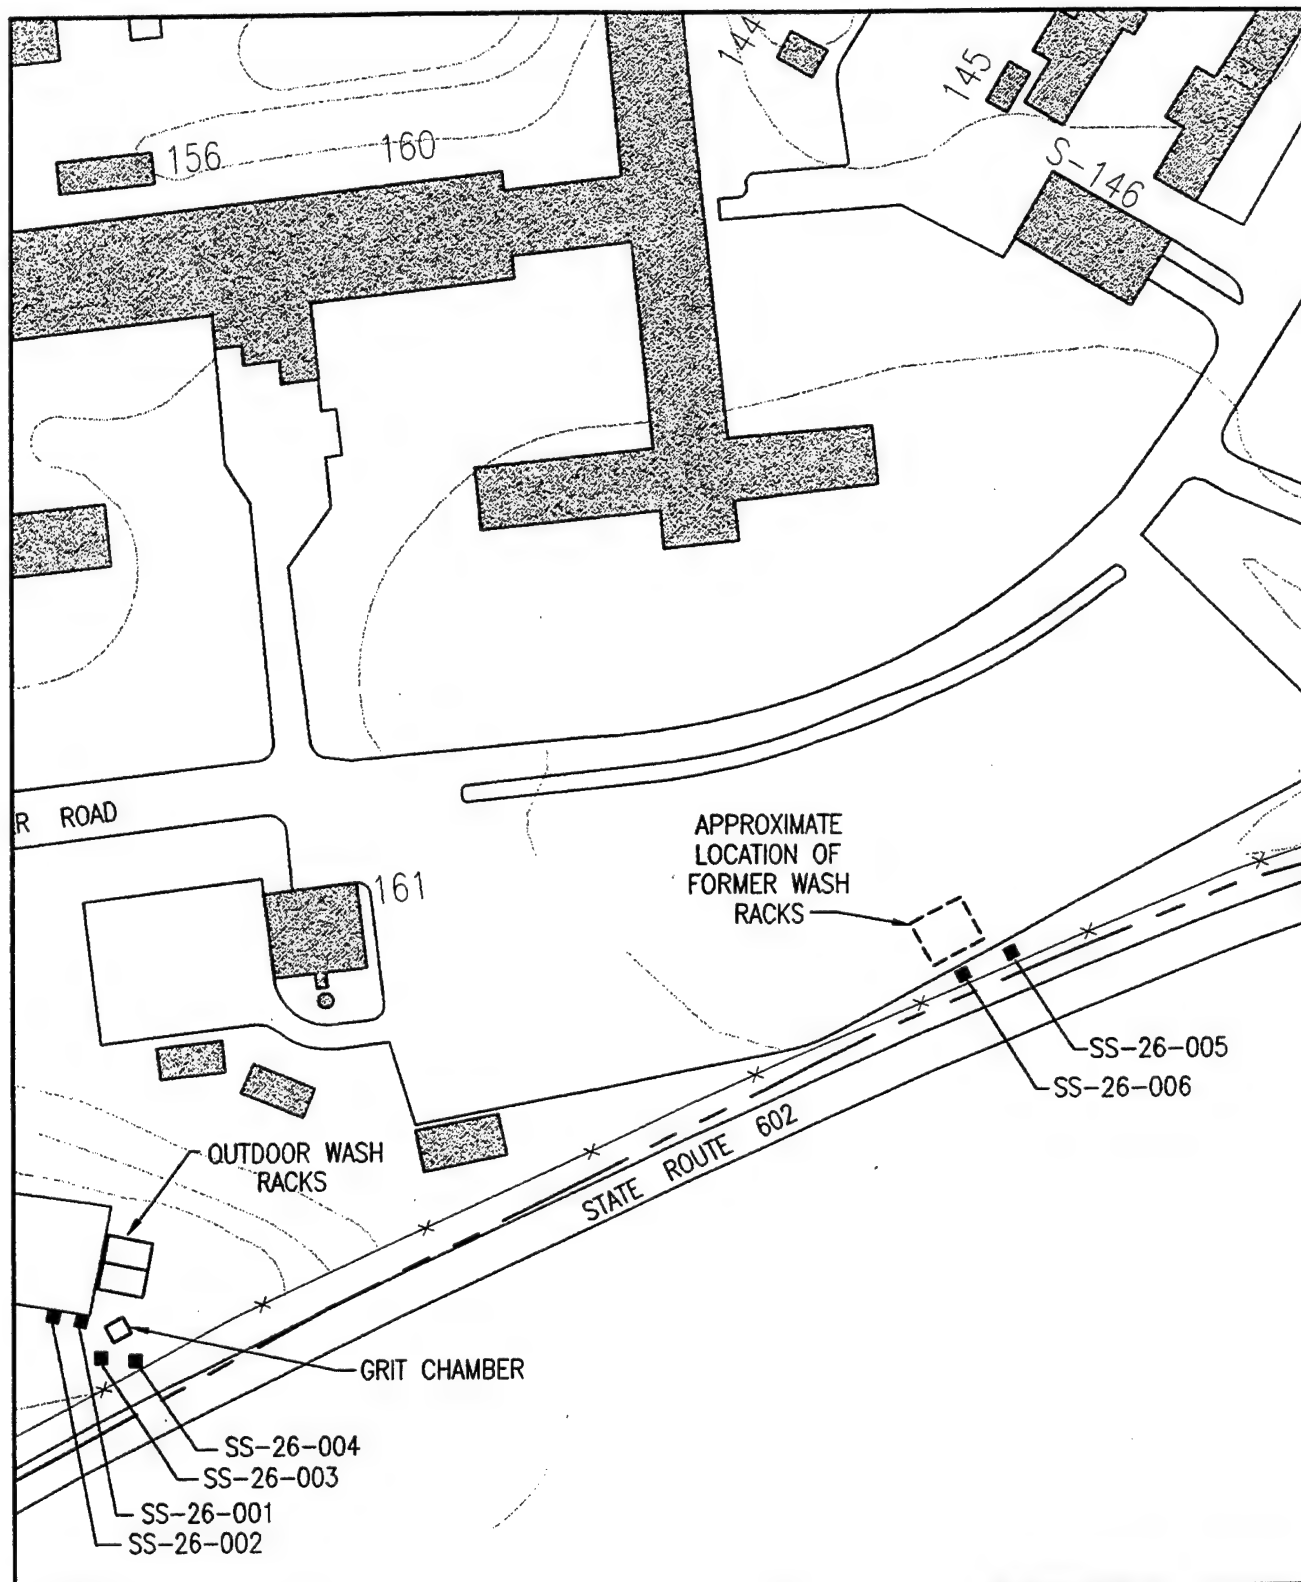 144
145
156
160
S-146
R ROAD
161
APPROXIMATE
LOCATION OF
FORMER WASH
RACKS
SS-26-005
SS-26-006
STATE ROUTE 602
OUTDOOR WASH
RACKS
GRIT CHAMBER
SS-26-004
SS-26-003
SS-26-001
SS-26-002